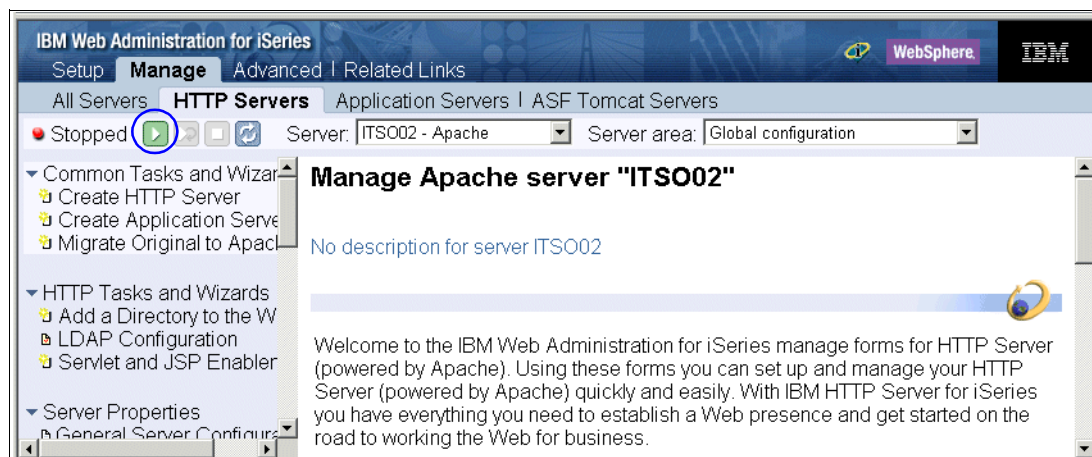 IBM Web Administration for iSeries
WebSphere.
IBM
Setup Manage Advanced | Related Links
All Servers HTTP Servers Application Servers | ASF Tomcat Servers
Stopped Server: ITSO02 - Apache Server area: Global configuration
Common Tasks and Wizar
Create HTTP Server
Create Application Serve
Migrate Original to Apacl
HTTP Tasks and Wizards
Add a Directory to the W
LDAP Configuration
Servlet and JSP Enabler
Server Properties
General Server Configura
Manage Apache server "ITSO02"
No description for server ITSO02
Welcome to the IBM Web Administration for iSeries manage forms for HTTP Server
(powered by Apache). Using these forms you can set up and manage your HTTP
Server (powered by Apache) quickly and easily. With IBM HTTP Server for iSeries
you have everything you need to establish a Web presence and get started on the
road to working the Web for business.